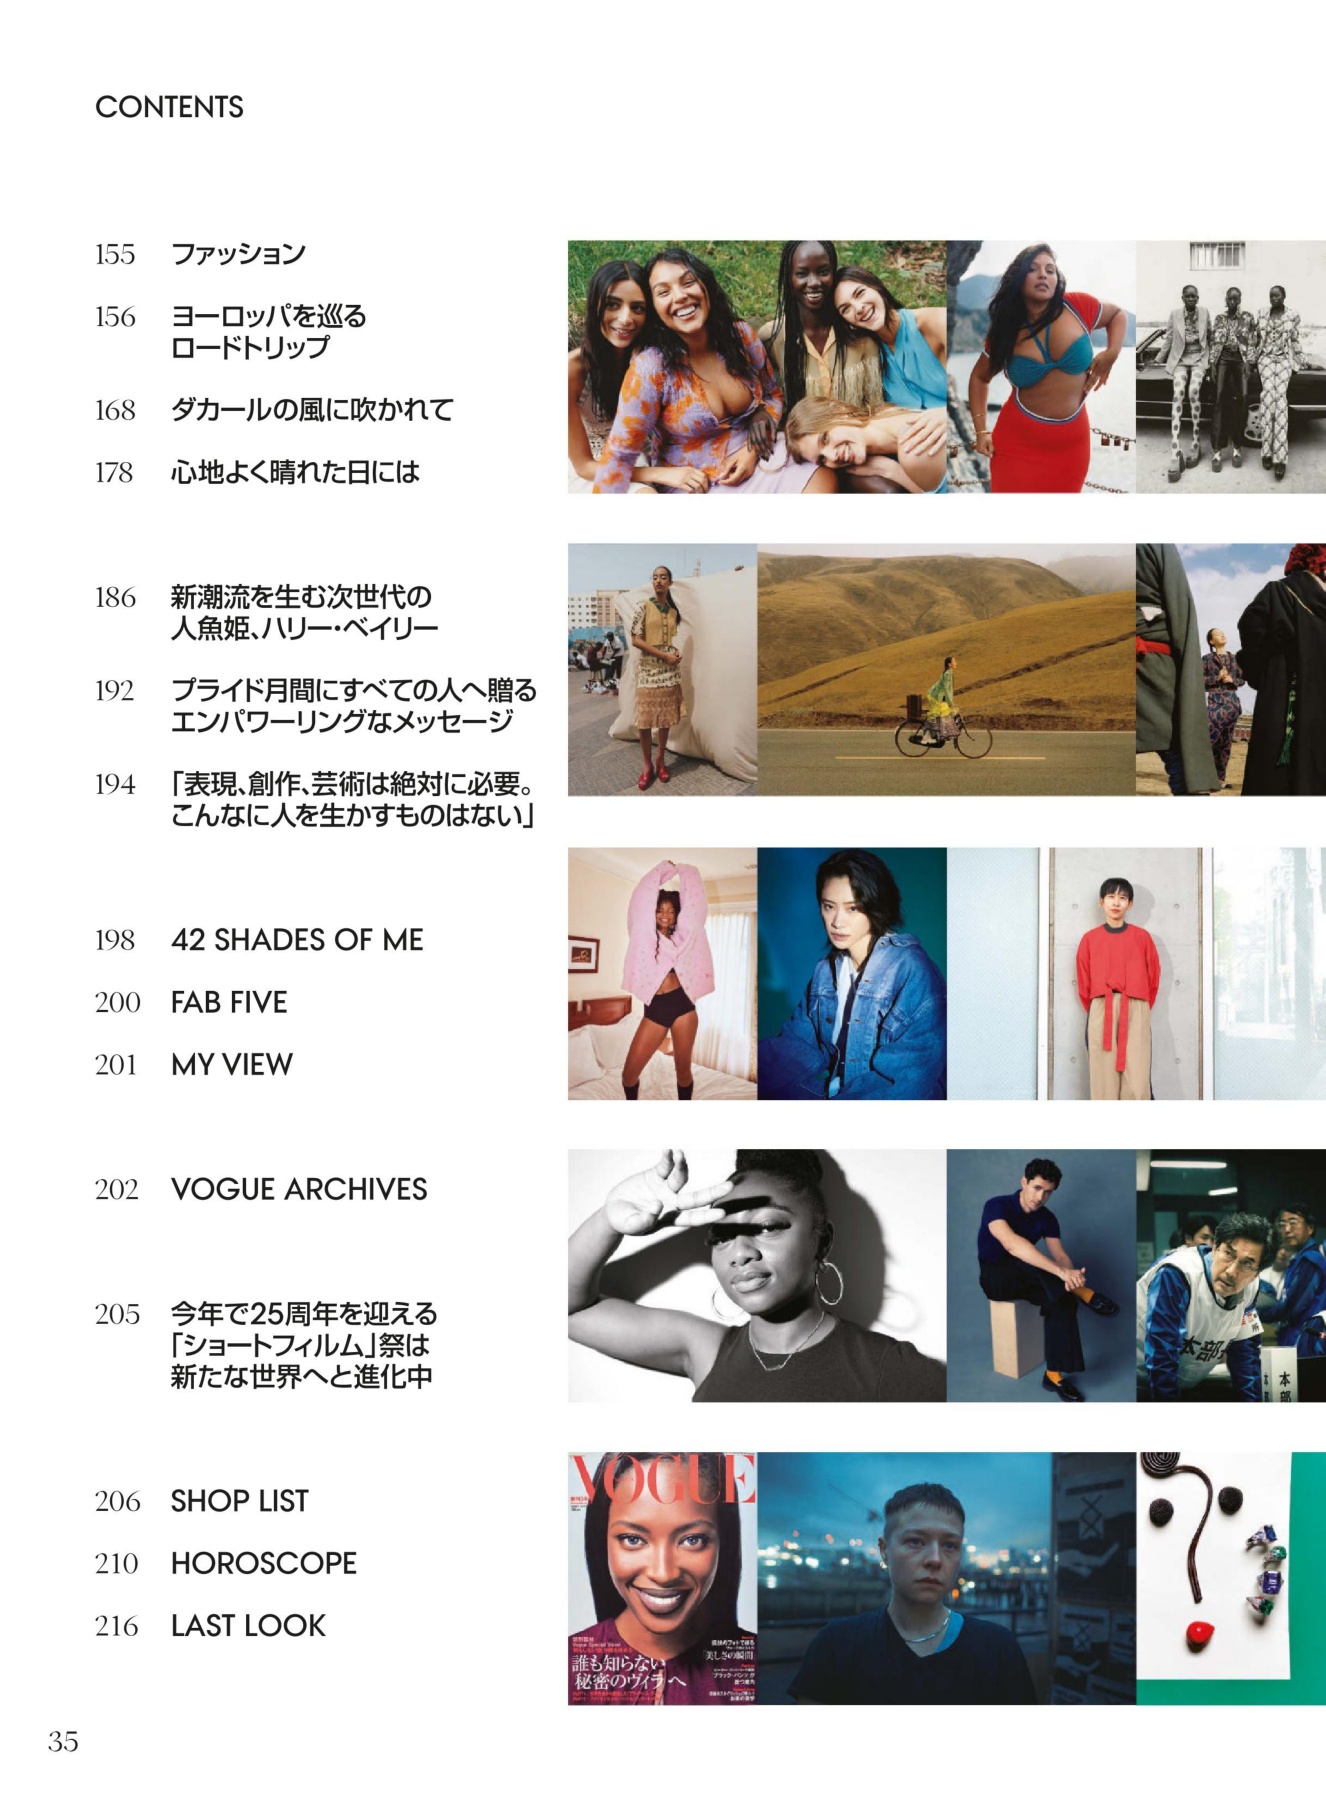 CONTENTS
155 ファッション
156 ヨーロッパを巡る
ロードトリップ
168 ダカールの風に吹かれて
178 心地よく晴れた日には
186 新潮流を生む次世代の
人魚姫、ハリー・ベイリー
192 プライド月間にすべての人へ贈る
エンパワーリングなメッセージ
194 「表現、創作、芸術は絶対に必要。
こんなに人を生かすものはない」
198 42 SHADES OF ME
200 FAB FIVE
201 MY VIEW
202 VOGUE ARCHIVES
205 今年で25周年を迎える
「ショートフィルム」祭は
新たな世界へと進化中
206 SHOP LIST
210 HOROSCOPE
216 LAST LOOK
本部
本部
VOGUE
誰も知らない
秘密のヴィラへ
「美しさの瞬間」
35